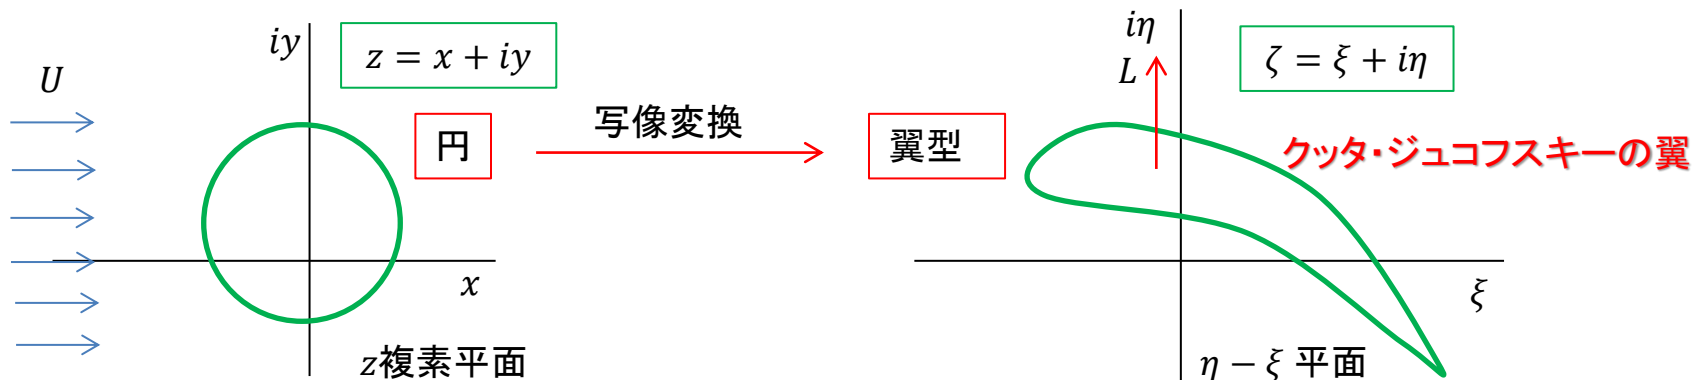 U
iy
z = x + iy
円
x
z複素平面
写像変換
iη
L
ζ = ξ + iη
翼型
クッタ・ジュコフスキーの翼
ξ
η − ξ 平面